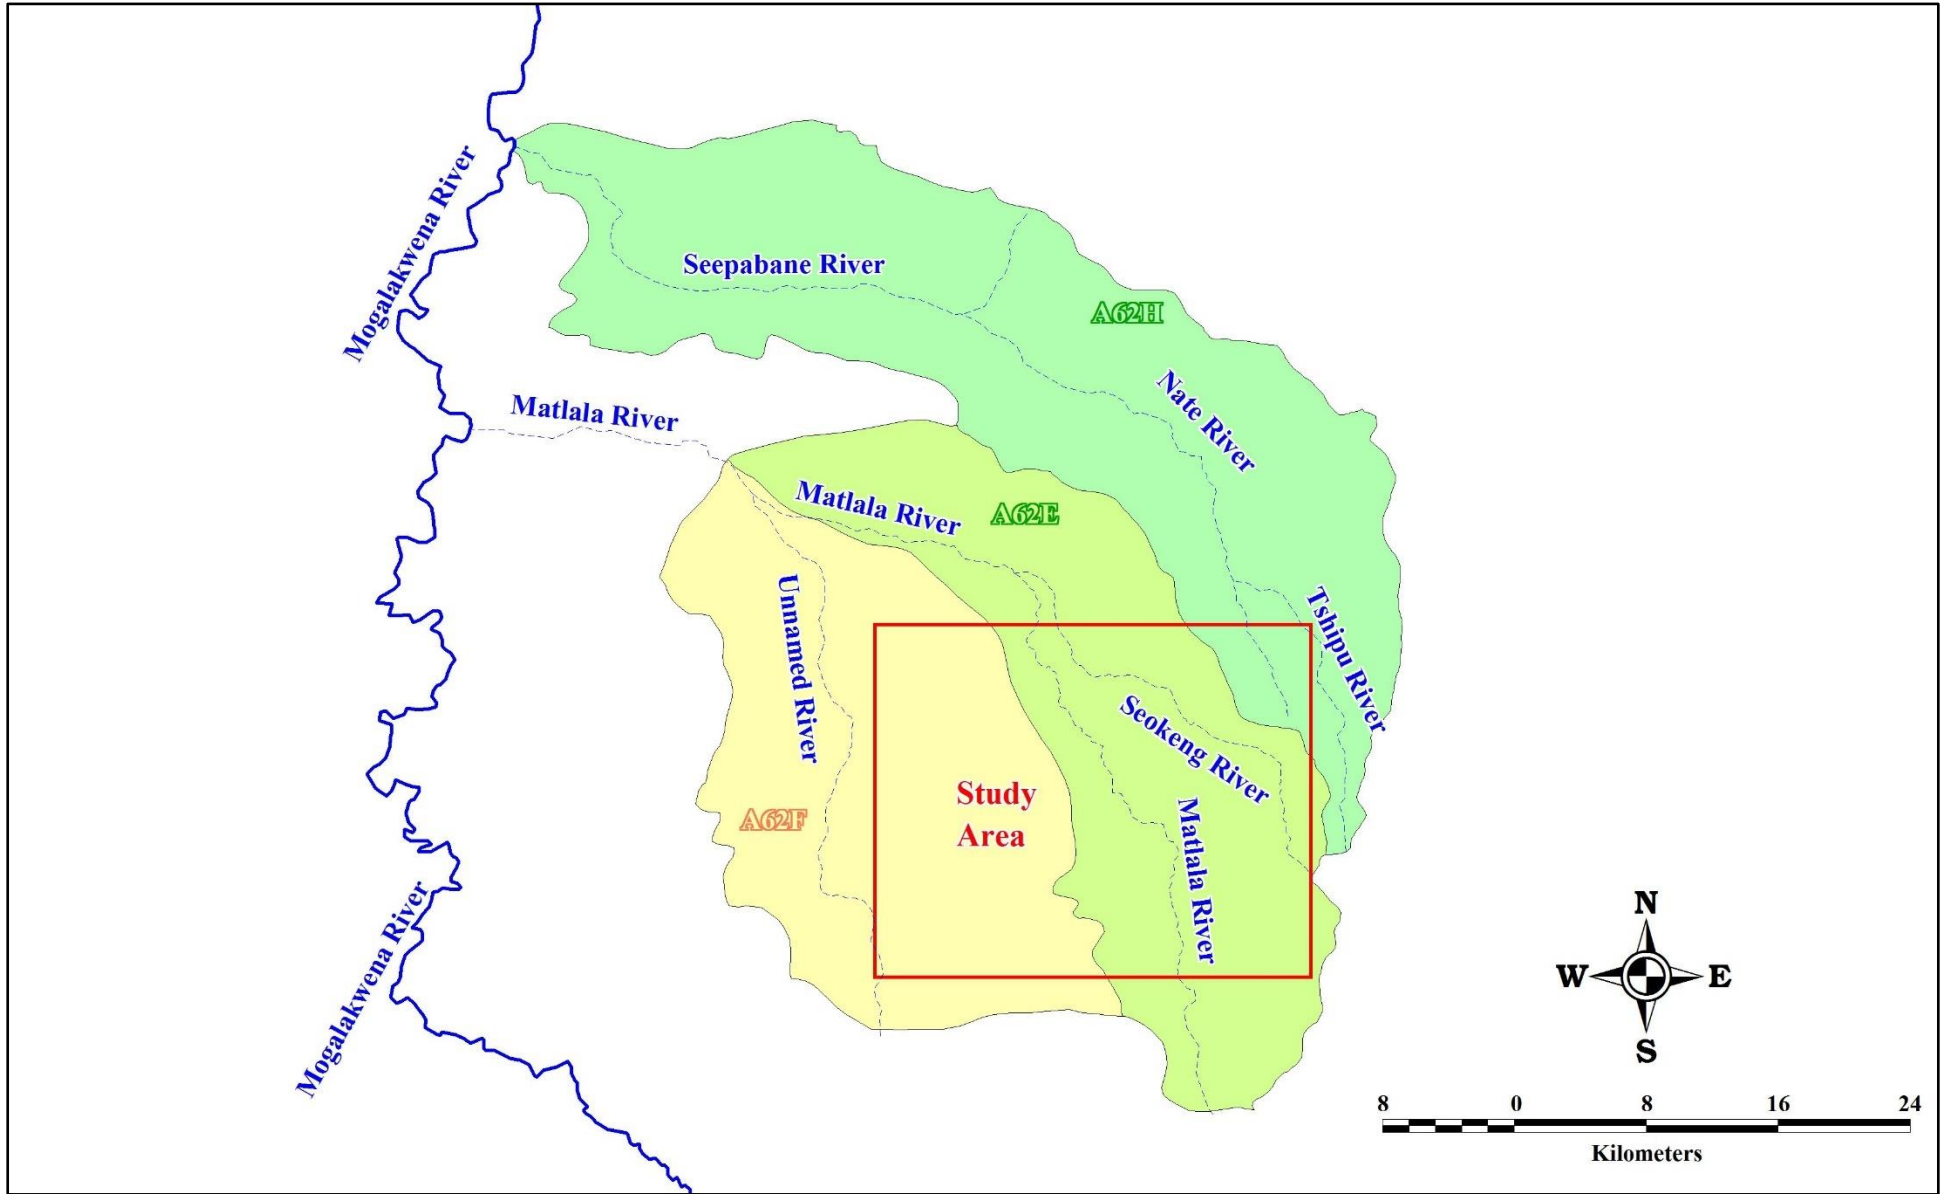 Mogalakwena River
Seepabane River
A62H
Nate River
Matlala River
Matlala River
A62E
Unnamed River
Tshipu River
Seokeng River
Study
Area
A62F
Matlala River
Mogalakwena River
N
W
E
S
8 0 8 16 24
Kilometers